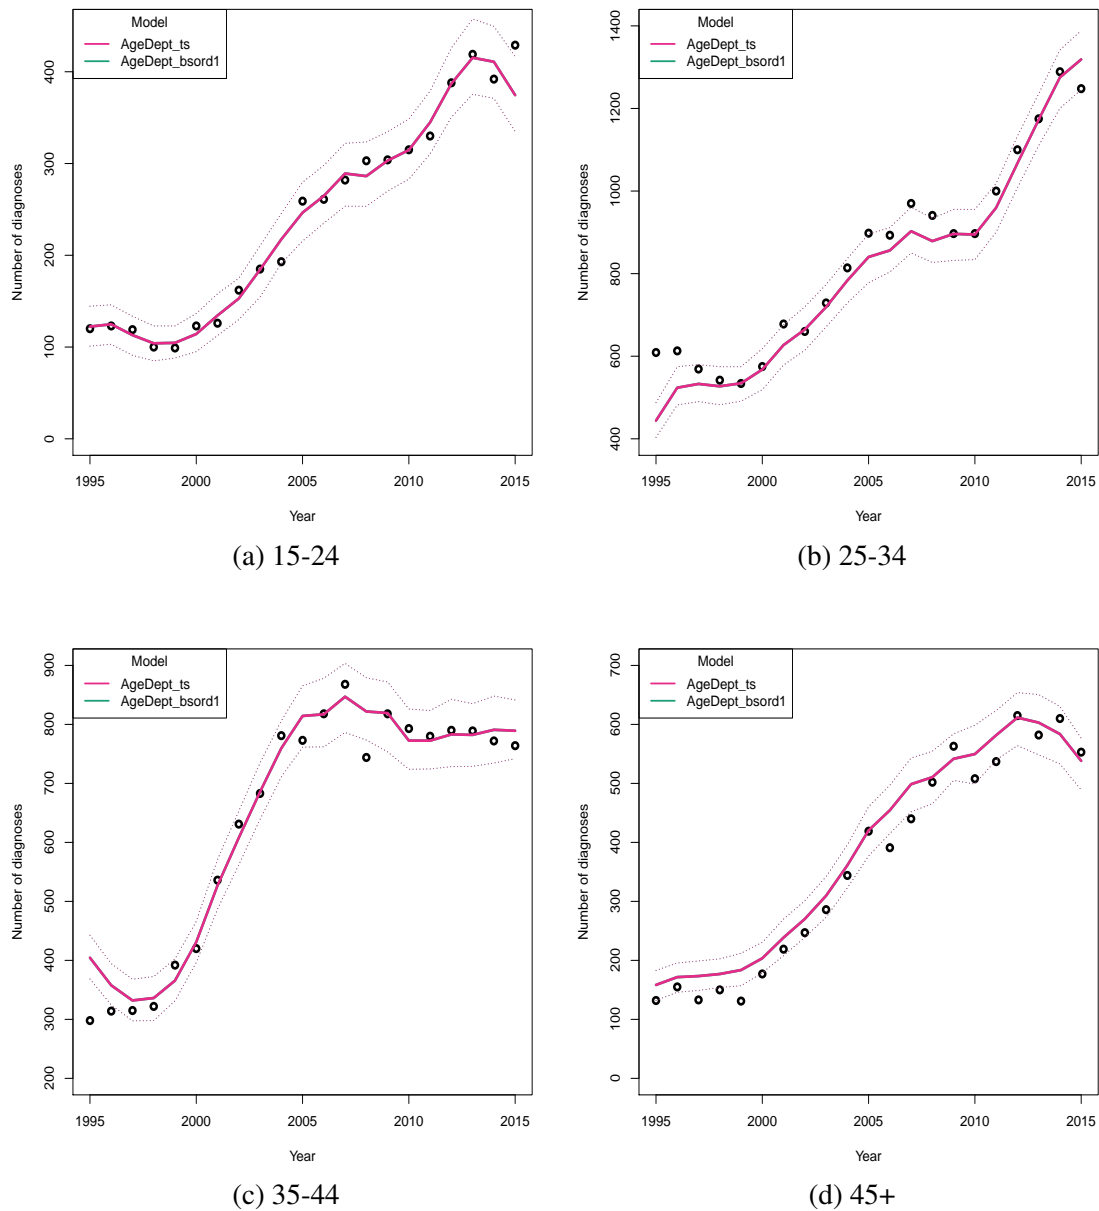 Model
AgeDept_ts
AgeDept_bsord1
Number of diagnoses
0 100 200 300 400
1995 2000 2005 2010 2015
Year
(a) 15-24
Model
AgeDept_ts
AgeDept_bsord1
Number of diagnoses
400 600 800 1000 1200 1400
1995 2000 2005 2010 2015
Year
(b) 25-34
Model
AgeDept_ts
AgeDept_bsord1
Number of diagnoses
200 300 400 500 600 700 800 900
1995 2000 2005 2010 2015
Year
(c) 35-44
Model
AgeDept_ts
AgeDept_bsord1
Number of diagnoses
0 100 200 300 400 500 600 700
1995 2000 2005 2010 2015
Year
(d) 45+